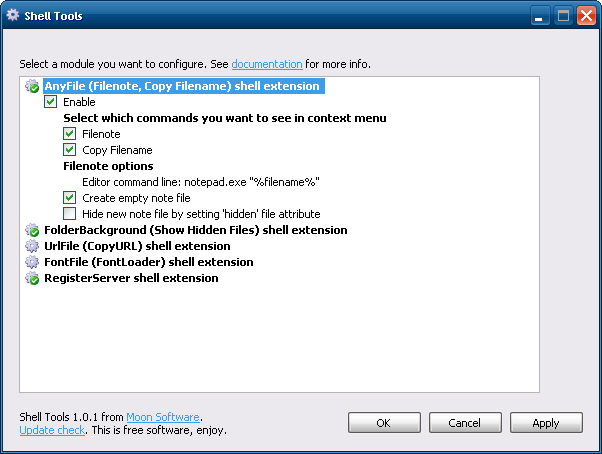 Shell Tools
Select a module you want to configure. See documentation for more info.
AnyFile (Filenote, Copy Filename) shell extension
Enable
Select which commands you want to see in context menu
Filenote
Copy Filename
Filenote options
Editor command line: notepad.exe "%filename%"
Create empty note file
Hide new note file by setting 'hidden' file attribute
FolderBackground (Show Hidden Files) shell extension
UrlFile (CopyURL) shell extension
FontFile (FontLoader) shell extension
RegisterServer shell extension
Shell Tools 1.0.1 from Moon Software.
Update check. This is free software, enjoy.
OK Cancel Apply